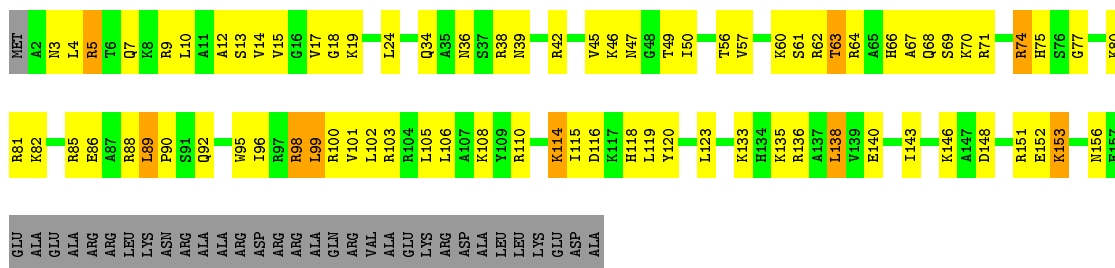 MET A2 N3 L4 R5 T6 Q7 K8 R9 L10 A11 A12 S13 V14 V15 G16 V17 G18 K19 L24 Q34 A35 N36 S37 R38 N39 R42 V45 K46 N47 G48 T49 I50 T56 V57 K60 S61 R62 T63 R64 A65 H66 A67 Q68 S69 K70 R71 R74 H75 S76 G77 K80
R81 K82 R85 E86 A87 R88 L89 P90 S91 Q92 W95 I96 R97 R98 L99 R100 V101 L102 R103 R104 L105 L106 A107 K108 Y109 R110 K114 I115 D116 K117 H118 L119 Y120 L123 K133 H134 K135 R136 A137 L138 V139 E140 I143 K146 A147 D148 R151 E152 K153 N156
GLU ALA GLU ALA ARG ARG LEU LYS ASN ARG ALA ALA ARG ASP ARG ARG ALA GLN ARG VAL ALA GLU LYS ARG ASP ALA LEU LEU LYS GLU ASP ALA